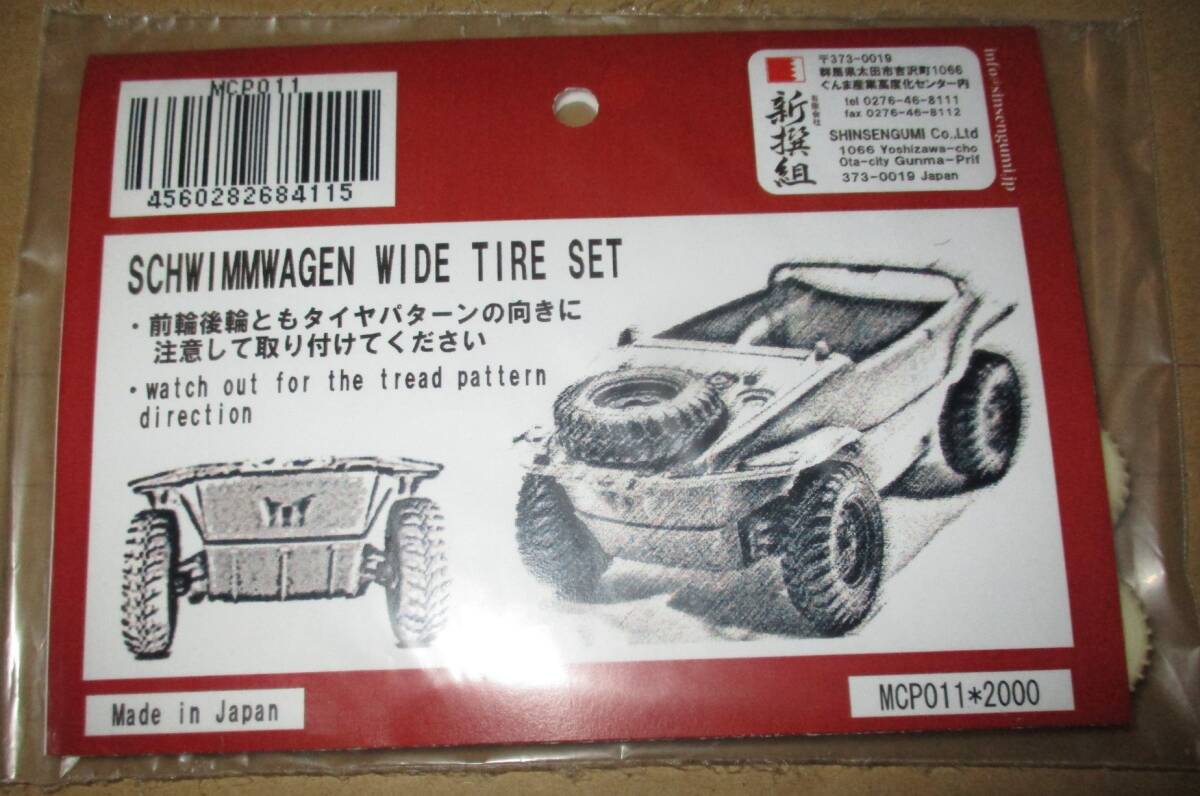 MCP011
4560282684115
〒373-0019
群馬県太田市吉沢町1066
ぐんま産業高度化センター内
tel 0276-46-8111
fax 0276-46-8112
有限会社
新撰組
SHINSENGUMI Co.,Ltd
1066 Yoshizawa-cho
Ota-city Gunma-Prif
373-0019 Japan
SCHWIMMWAGEN WIDE TIRE SET
・前輪後輪ともタイヤパターンの向きに
注意して取り付けてください
・watch out for the tread pattern
direction
Made in Japan
MCP011*2000